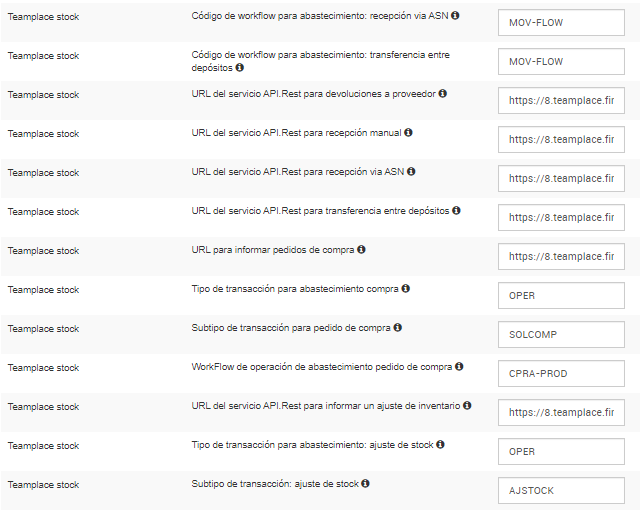 Teamplace stock Código de workflow para abastecimiento: recepción via ASN MOV-FLOW
Teamplace stock Código de workflow para abastecimiento: transferencia entre
depósitos MOV-FLOW
Teamplace stock URL del servicio API.Rest para devoluciones a proveedor https://8.teamplace.fir
Teamplace stock URL del servicio API.Rest para recepción manual https://8.teamplace.fir
Teamplace stock URL del servicio API.Rest para recepción via ASN https://8.teamplace.fir
Teamplace stock URL del servicio API.Rest para transferencia entre depósitos https://8.teamplace.fir
Teamplace stock URL para informar pedidos de compra https://8.teamplace.fir
Teamplace stock Tipo de transacción para abastecimiento compra OPER
Teamplace stock Subtipo de transacción para pedido de compra SOLCOMP
Teamplace stock WorkFlow de operación de abastecimiento pedido de compra CPRA-PROD
Teamplace stock URL del servicio API.Rest para informar un ajuste de inventario https://8.teamplace.fir
Teamplace stock Tipo de transacción para abastecimiento: ajuste de stock OPER
Teamplace stock Subtipo de transacción: ajuste de stock AJSTOCK